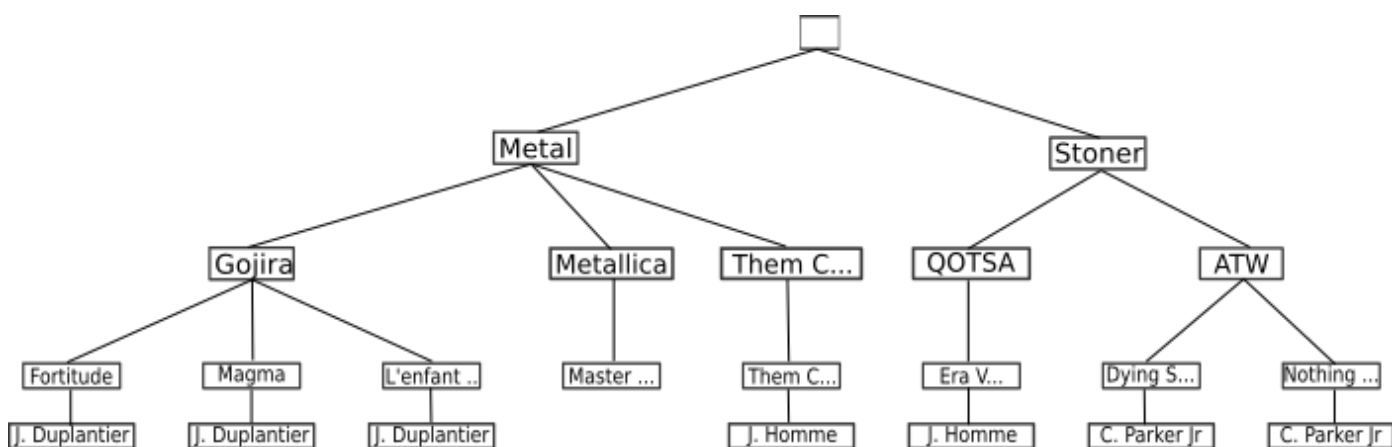 Metal
Stoner
Gojira
Metallica
Them C...
QOTSA
ATW
Fortitude
Magma
L'enfant ..
Master ...
Them C...
Era V...
Dying S...
Nothing ...
J. Duplantier
J. Duplantier
J. Duplantier
J. Homme
J. Homme
C. Parker Jr
C. Parker Jr